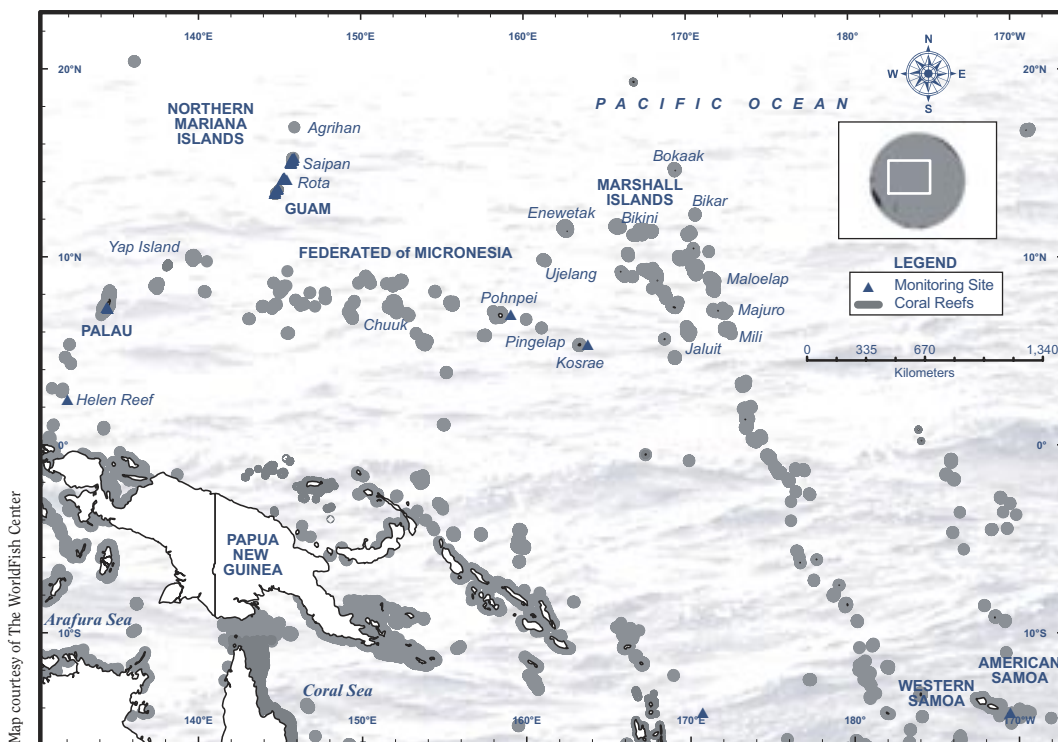 140°E 150°E 160°E 170°E 180° 170°W
20°N 20°N
N
W E
S
PACIFIC OCEAN
NORTHERN
MARIANA
ISLANDS
Agrihan
Saipan
Rota
GUAM
Bokaak
MARSHALL
ISLANDS
Enewetak
Bikini
Bikar
Yap Island
FEDERATED of MICRONESIA
10°N 10°N
Ujelang
Maloelap
LEGEND
Monitoring Site
Coral Reefs
Pohnpei
Majuro
PALAU
Chuuk
Pingelap
Mili
Jaluit
Kosrae
0 335 670 1,340
Kilometers
Helen Reef
0°
PAPUA
NEW
GUINEA
Arafura Sea
10°S 10°S
AMERICAN
SAMOA
WESTERN
SAMOA
Coral Sea
140°E 150°E 170°E 180° 170°W
Map courtesy of The WorldFish Center